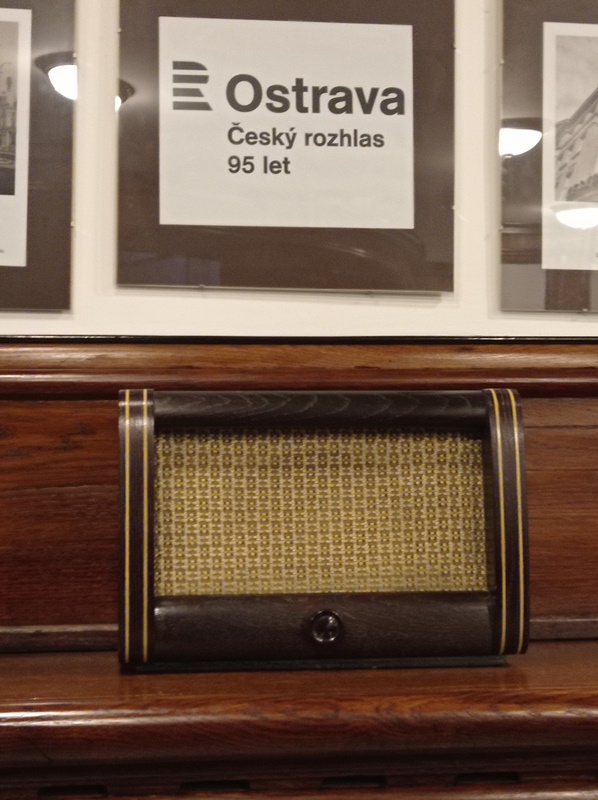 Ostrava
Český rozhlas
95 let